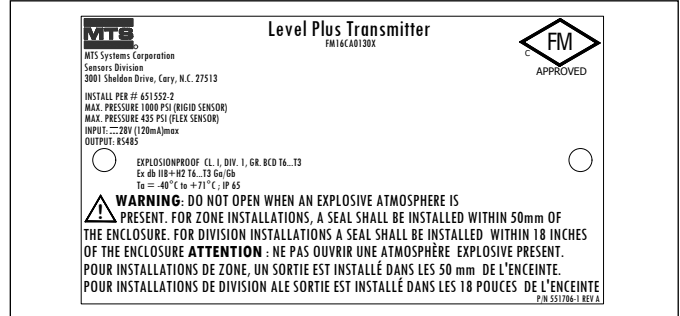 MTS
Level Plus Transmitter
FM16CA0130X
MTS Systems Corporation
Sensors Division
3001 Sheldon Drive, Cary, N.C. 27513
C FM
APPROVED
INSTALL PER # 651552-2
MAX. PRESSURE 1000 PSI (RIGID SENSOR)
MAX. PRESSURE 435 PSI (FLEX SENSOR)
INPUT: ⎓28V (120mA)max
OUTPUT: RS485
EXPLOSIONPROOF CL. I, DIV. 1, GR. BCD T6...T3
Ex db IIB+H2 T6...T3 Ga/Gb
Ta = -40°C to +71°C ; IP 65
WARNING: DO NOT OPEN WHEN AN EXPLOSIVE ATMOSPHERE IS
PRESENT. FOR ZONE INSTALLATIONS, A SEAL SHALL BE INSTALLED WITHIN 50mm OF
THE ENCLOSURE. FOR DIVISION INSTALLATIONS A SEAL SHALL BE INSTALLED WITHIN 18 INCHES
OF THE ENCLOSURE ATTENTION : NE PAS OUVRIR UNE ATMOSPHÈRE EXPLOSIVE PRESENT.
POUR INSTALLATIONS DE ZONE, UN SORTIE EST INSTALLÉ DANS LES 50 mm DE L'ENCEINTE.
POUR INSTALLATIONS DE DIVISION ALE SORTIE EST INSTALLÉ DANS LES 18 POUCES DE L'ENCEINTE
P/N 551706-1 REV A